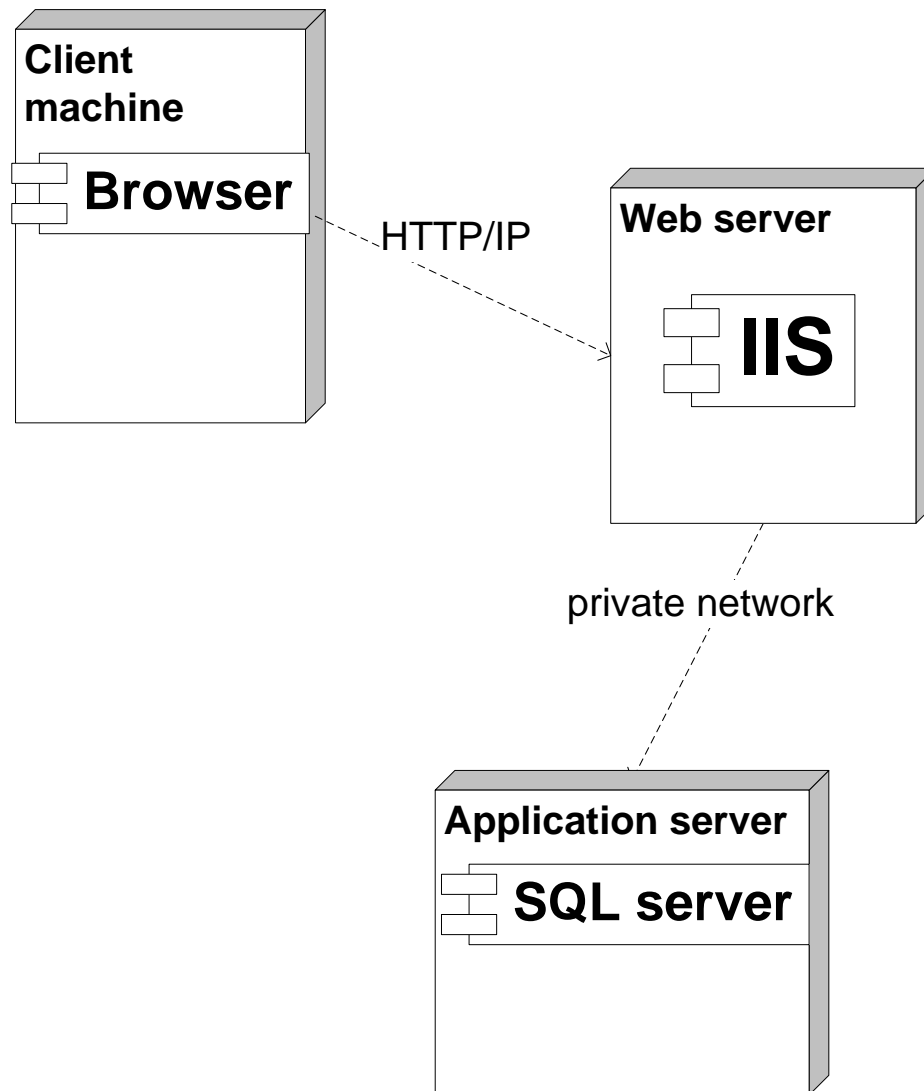 Client
machine
Browser
HTTP/IP
Web server
IIS
private network
Application server
SQL server